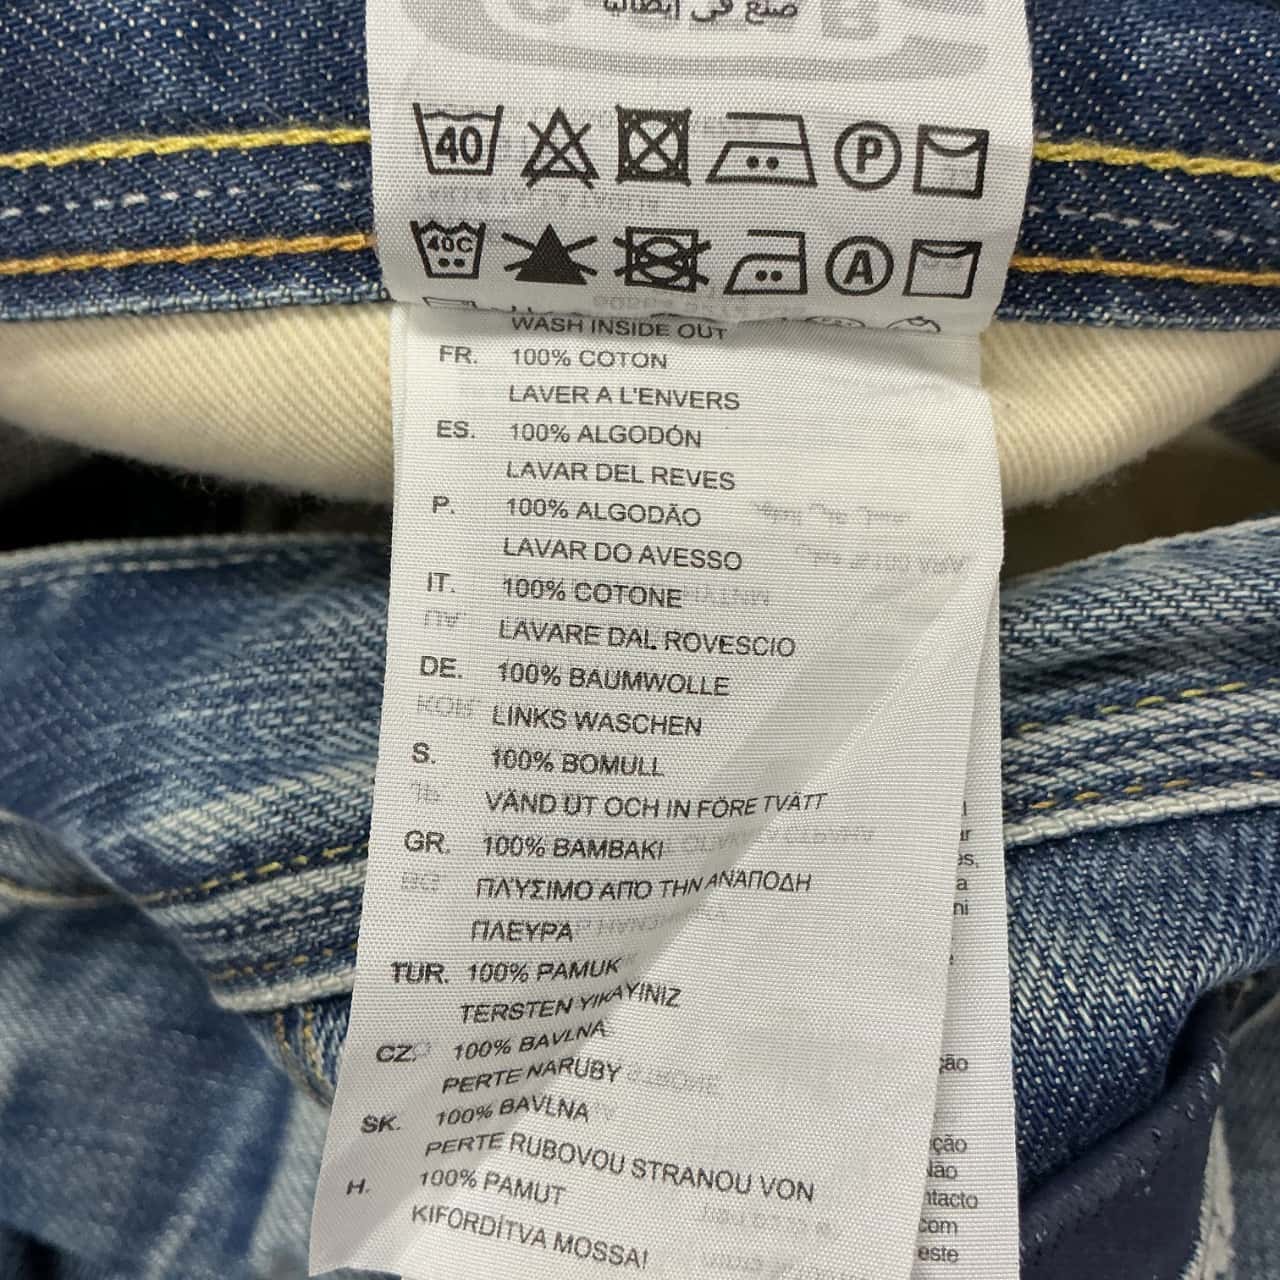 صنع في إيطاليا
40 P
40C A
WASH INSIDE OUT
FR. 100% COTON
LAVER A L'ENVERS
ES. 100% ALGODÓN
LAVAR DEL REVES
P. 100% ALGODÃO
LAVAR DO AVESSO
IT. 100% COTONE
LAVARE DAL ROVESCIO
DE. 100% BAUMWOLLE
LINKS WASCHEN
S. 100% BOMULL
VÄND UT OCH IN FÖRE TVÄTT
GR. 100% BAMBAKI
ΠΛΥΣΙΜΟ ΑΠΟ ΤΗΝ ΑΝΑΠΟΔΗ
ΠΛΕΥΡΑ
TUR. 100% PAMUK
TERSTEN YIKAYINIZ
CZ. 100% BAVLNA
PERTE NARUBY
SK. 100% BAVLNA
PERTE RUBOVOU STRANOU VON
H. 100% PAMUT
KIFORDÍTVA MOSSA!
com
este